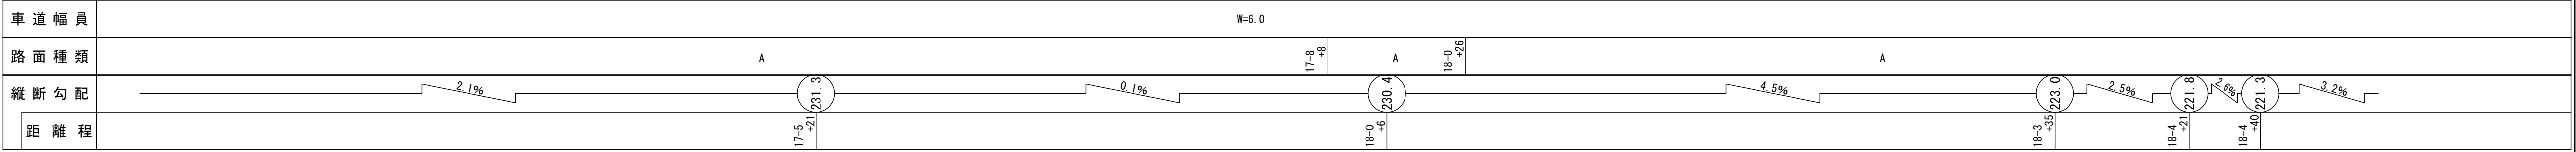 車道幅員 W=6.0
路面種類 A 17-8 +8 A 18-0 +26 A
縦断勾配 2.1% 231.3 0.1% 230.4 4.5% 223.0 2.5% 221.8 2.6% 221.3 3.2%
距離程 17-5 +21 18-0 +6 18-3 +35 18-4 +21 18-4 +40